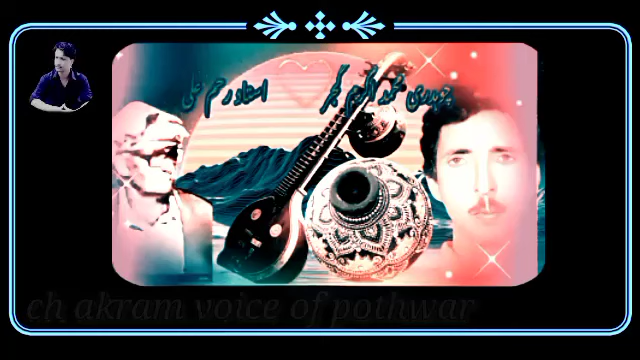 استاد رحم علی
چوہدری محمد اکرم گجر
ch akram voice of pothwar